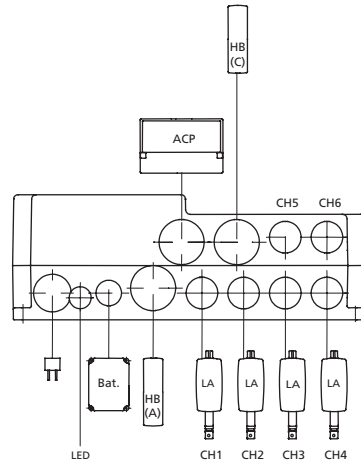 HB
(C)
ACP
CH5
CH6
Bat.
HB
(A)
LA
LA
LA
LA
LED
CH1
CH2
CH3
CH4